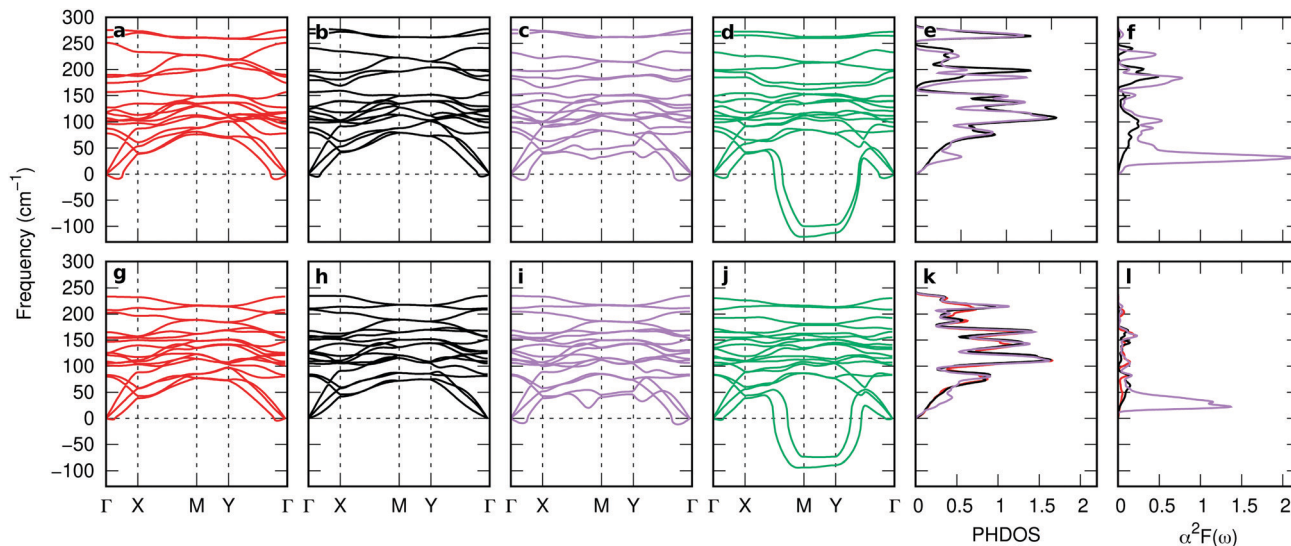 300
250
200
150
100
50
0
−50
−100
a
b
c
d
e
f
Frequency (cm⁻¹)
300
250
200
150
100
50
0
−50
−100
g
h
i
j
k
l
Γ X M Y Γ
Γ X M Y Γ
Γ X M Y Γ
Γ X M Y Γ
0 0.5 1 1.5 2
0 0.5 1 1.5 2
PHDOS
α²F(ω)